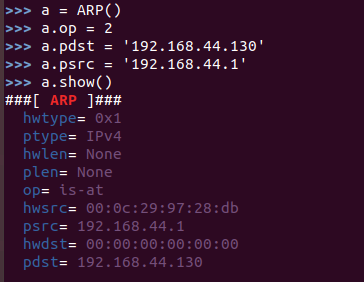 >>> a = ARP()
>>> a.op = 2
>>> a.pdst = '192.168.44.130'
>>> a.psrc = '192.168.44.1'
>>> a.show()
###[ ARP ]###
  hwtype= 0x1
  ptype= IPv4
  hwlen= None
  plen= None
  op= is-at
  hwsrc= 00:0c:29:97:28:db
  psrc= 192.168.44.1
  hwdst= 00:00:00:00:00:00
  pdst= 192.168.44.130